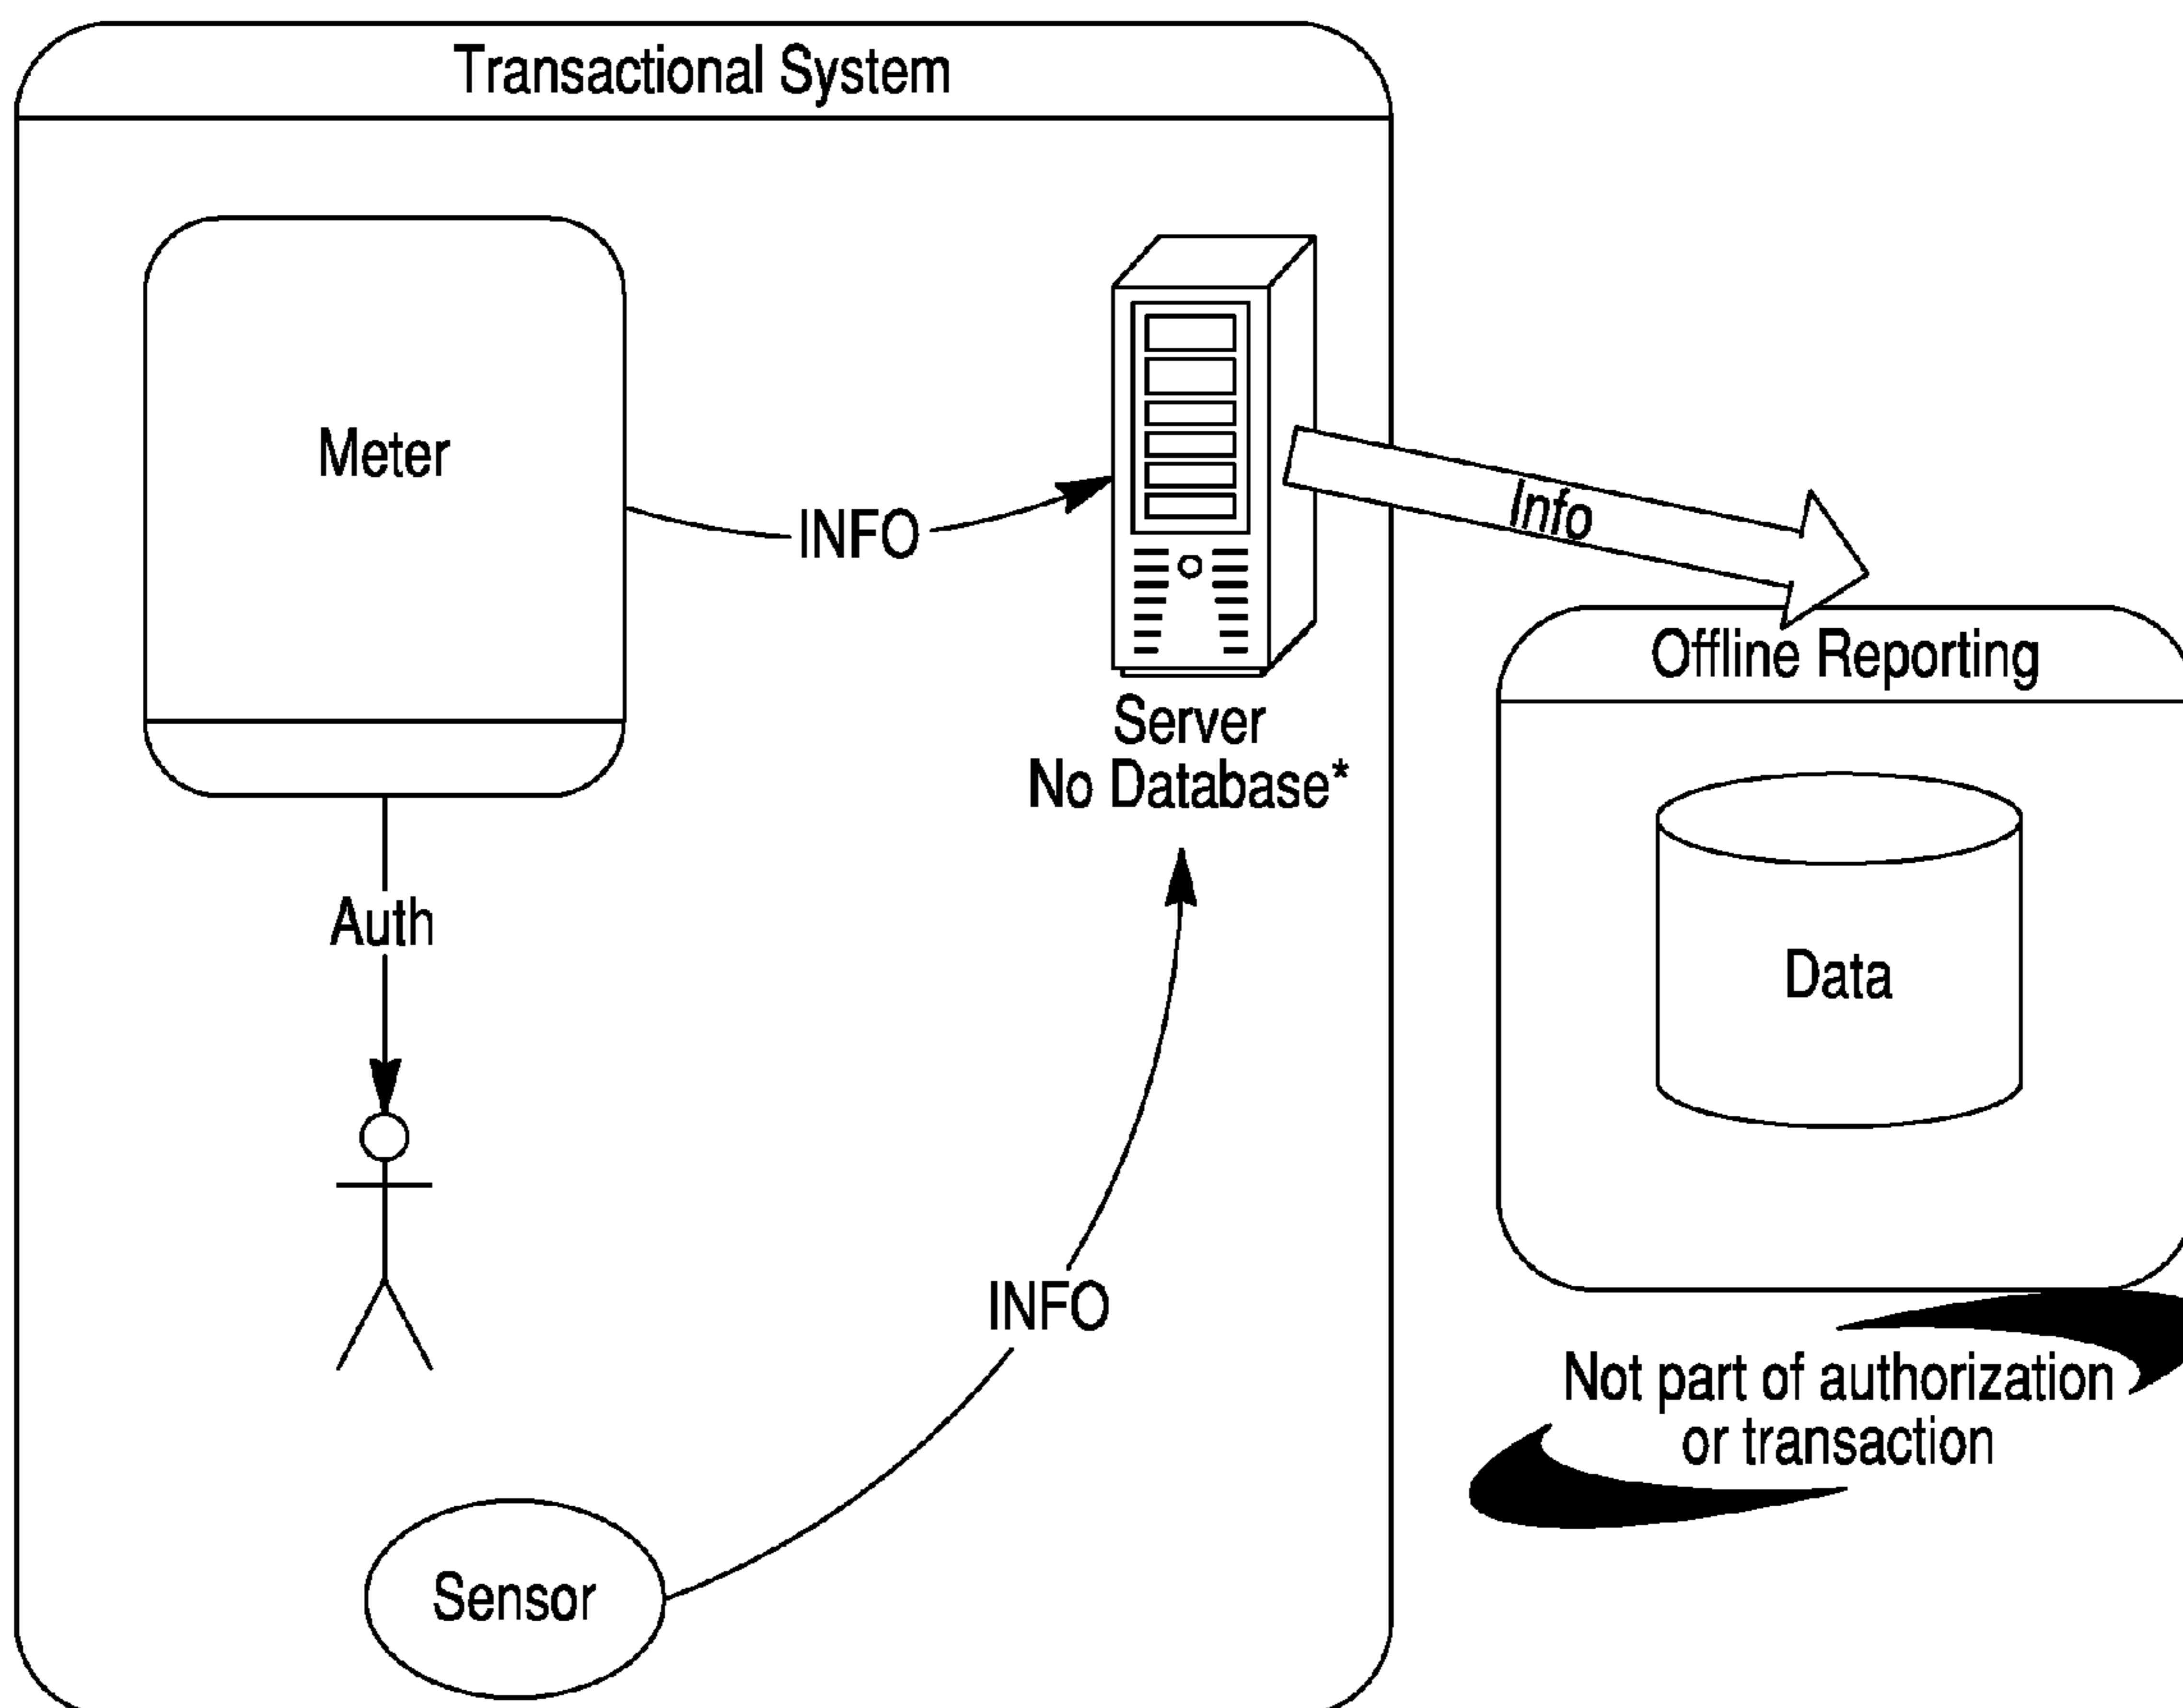 Transactional System
Meter
INFO
Info
Server
No Database*
Auth
INFO
Sensor
Offline Reporting
Data
Not part of authorization
or transaction